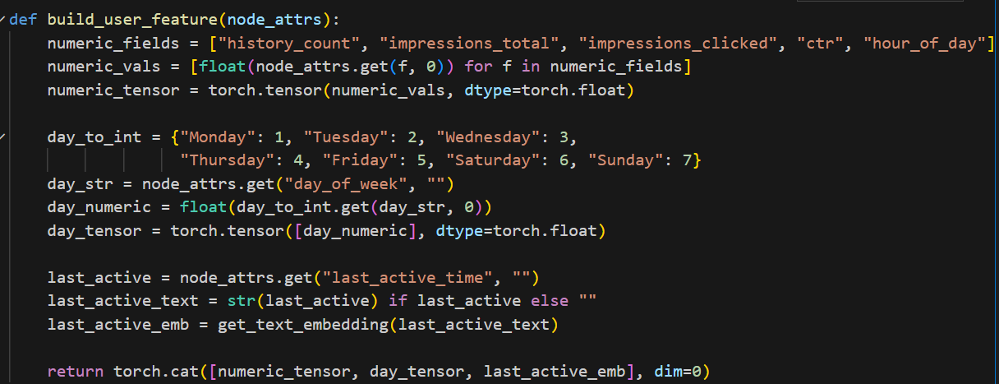 def build_user_feature(node_attrs):
    numeric_fields = ["history_count", "impressions_total", "impressions_clicked", "ctr", "hour_of_day"]
    numeric_vals = [float(node_attrs.get(f, 0)) for f in numeric_fields]
    numeric_tensor = torch.tensor(numeric_vals, dtype=torch.float)
    day_to_int = {"Monday": 1, "Tuesday": 2, "Wednesday": 3,
                  "Thursday": 4, "Friday": 5, "Saturday": 6, "Sunday": 7}
    day_str = node_attrs.get("day_of_week", "")
    day_numeric = float(day_to_int.get(day_str, 0))
    day_tensor = torch.tensor([day_numeric], dtype=torch.float)
    last_active = node_attrs.get("last_active_time", "")
    last_active_text = str(last_active) if last_active else ""
    last_active_emb = get_text_embedding(last_active_text)
    return torch.cat([numeric_tensor, day_tensor, last_active_emb], dim=0)